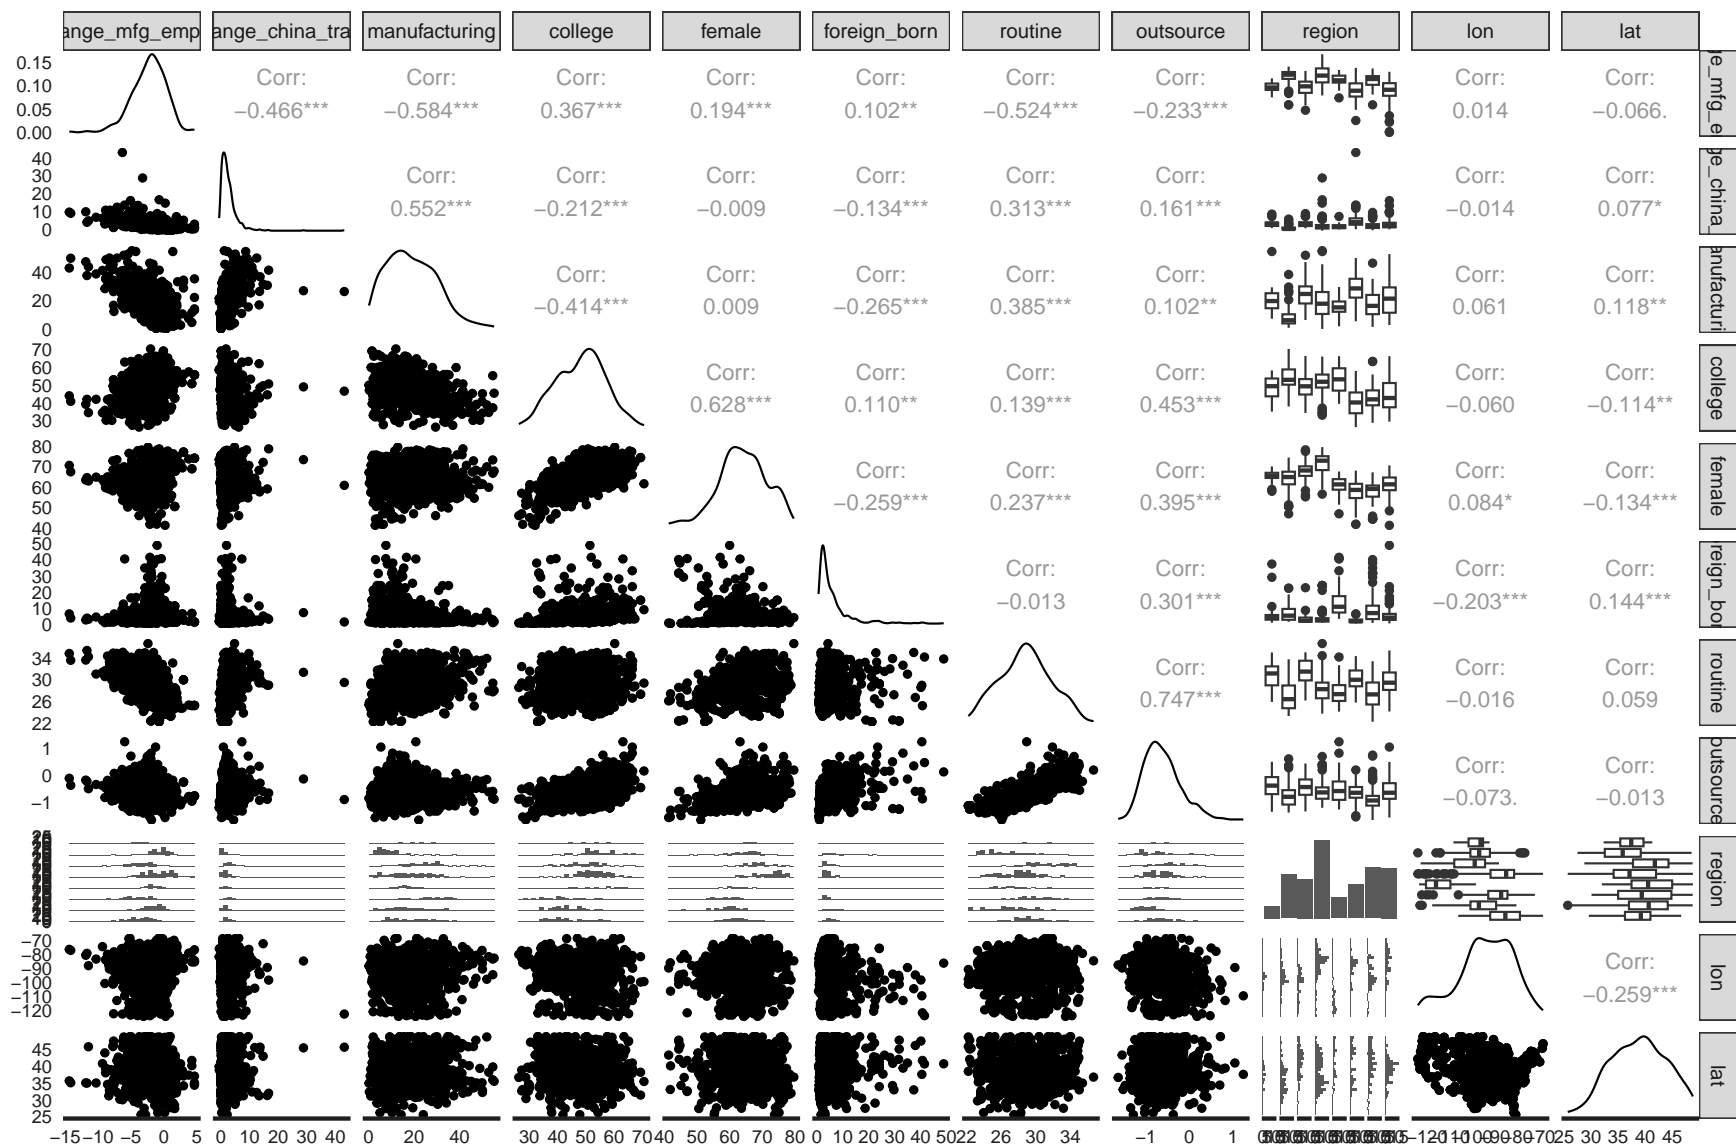 ange_mfg_emp ange_china_tra manufacturing college female foreign_born routine outsource region lon lat
0.15
0.10
0.05
0.00
Corr: Corr: Corr: Corr: Corr: Corr: Corr: Corr: Corr:
−0.466*** −0.584*** 0.367*** 0.194*** 0.102** −0.524*** −0.233*** 0.014 −0.066.
ge_mfg_e
40
30
20
10
0
Corr: Corr: Corr: Corr: Corr: Corr: Corr: Corr:
0.552*** −0.212*** −0.009 −0.134*** 0.313*** 0.161*** −0.014 0.077*
ge_china_
40
20
0
Corr: Corr: Corr: Corr: Corr: Corr: Corr:
−0.414*** 0.009 −0.265*** 0.385*** 0.102** 0.061 0.118**
anufacturi
70
60
50
40
30
Corr: Corr: Corr: Corr: Corr: Corr:
0.628*** 0.110** 0.139*** 0.453*** −0.060 −0.114**
college
80
70
60
50
40
Corr: Corr: Corr: Corr: Corr:
−0.259*** 0.237*** 0.395*** 0.084* −0.134***
female
50
40
30
20
10
0
Corr: Corr: Corr: Corr:
−0.013 0.301*** −0.203*** 0.144***
reign_bor
34
30
26
22
Corr: Corr: Corr:
0.747*** −0.016 0.059
routine
1
0
−1
Corr: Corr:
−0.073. −0.013
outsource
region
−70
−80
−90
−100
−110
−120
Corr:
−0.259***
lon
45
40
35
30
25
lat
−15 −10 −5 0 5 0 10 20 30 40 0 20 40 30 40 50 60 70 40 50 60 70 80 0 10 20 30 40 50 22 26 30 34 −1 0 1 −120 −110 −100 −90 −80 −70 25 30 35 40 45